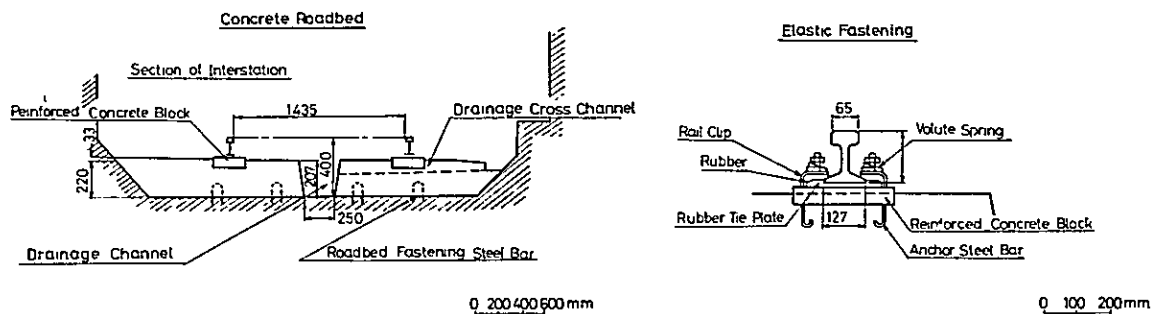 Concrete Roadbed
Section of Interstation
Reinforced Concrete Block
1435
Drainage Cross Channel
33
220
207
400
250
Drainage Channel
Roadbed Fastening Steel Bar
0 200 400 600 mm
Elastic Fastening
65
Rail Clip
Volute Spring
Rubber
Rubber Tie Plate
127
Reinforced Concrete Block
Anchor Steel Bar
0 100 200 mm